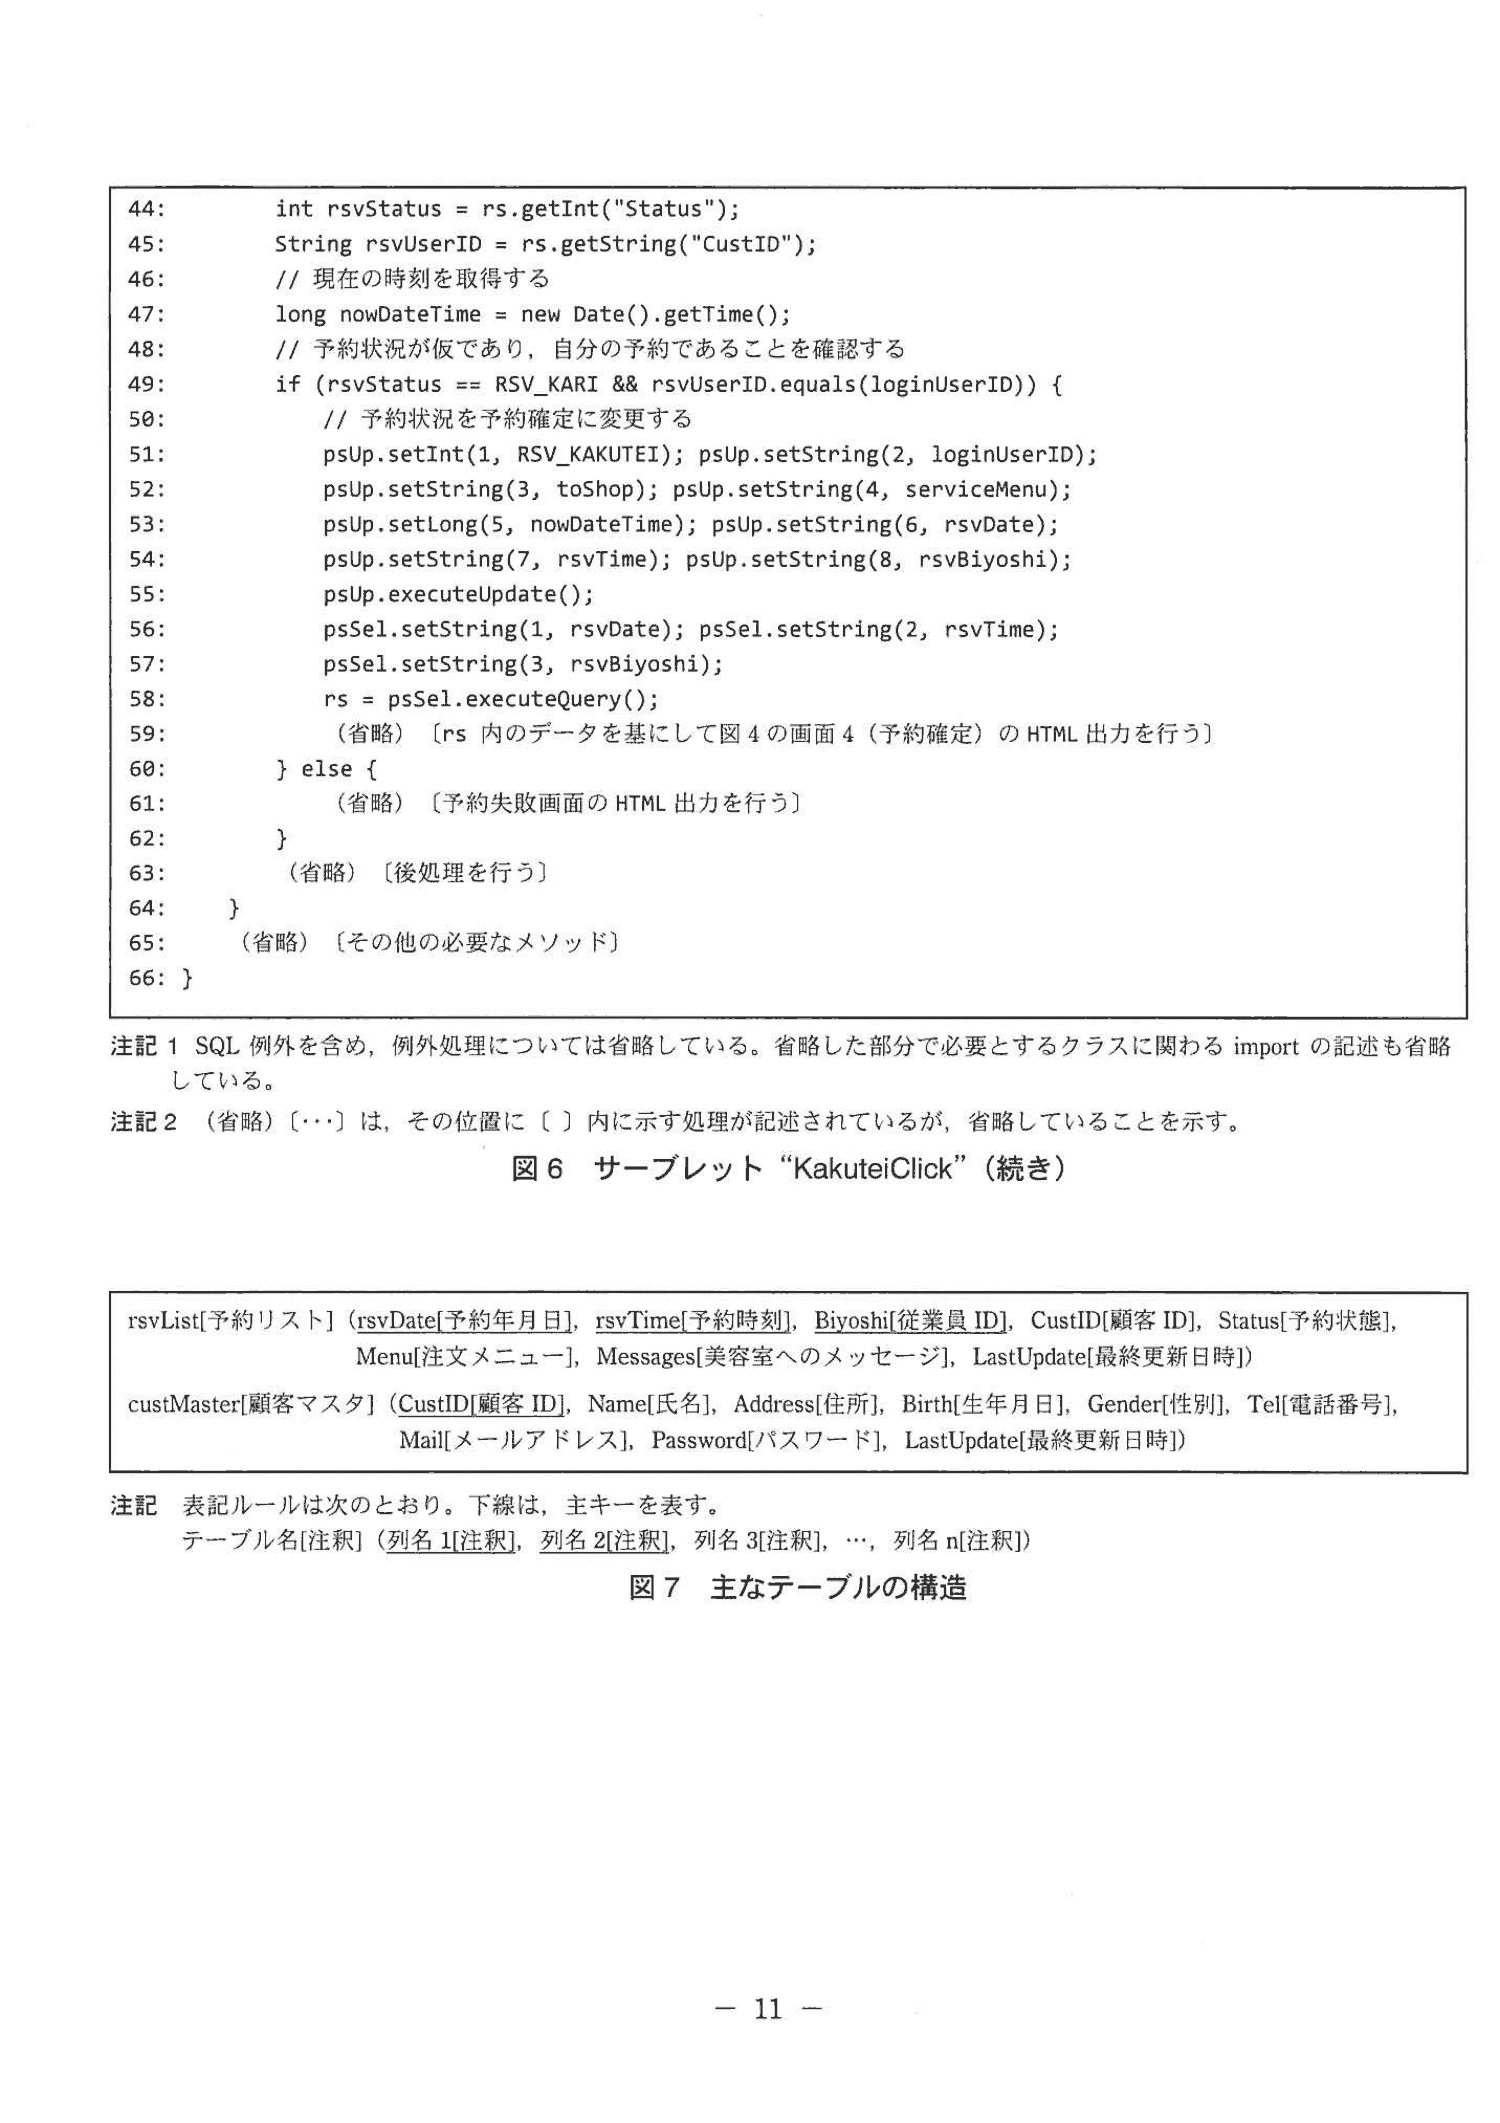 44:        int rsvStatus = rs.getInt("Status");
45:        String rsvUserID = rs.getString("CustID");
46:        // 現在の時刻を取得する
47:        long nowDateTime = new Date().getTime();
48:        // 予約状況が仮であり，自分の予約であることを確認する
49:        if (rsvStatus == RSV_KARI && rsvUserID.equals(loginUserID)) {
50:            // 予約状況を予約確定に変更する
51:            psUp.setInt(1, RSV_KAKUTEI); psUp.setString(2, loginUserID);
52:            psUp.setString(3, toShop); psUp.setString(4, serviceMenu);
53:            psUp.setLong(5, nowDateTime); psUp.setString(6, rsvDate);
54:            psUp.setString(7, rsvTime); psUp.setString(8, rsvBiyoshi);
55:            psUp.executeUpdate();
56:            psSel.setString(1, rsvDate); psSel.setString(2, rsvTime);
57:            psSel.setString(3, rsvBiyoshi);
58:            rs = psSel.executeQuery();
59:            （省略）〔rs 内のデータを基にして図 4 の画面 4（予約確定）の HTML 出力を行う〕
60:        } else {
61:            （省略）〔予約失敗画面の HTML 出力を行う〕
62:        }
63:        （省略）〔後処理を行う〕
64:    }
65:    （省略）〔その他の必要なメソッド〕
66: }
注記 1 SQL 例外を含め，例外処理については省略している。省略した部分で必要とするクラスに関わる import の記述も省略
している。
注記 2 （省略）〔…〕は，その位置に〔 〕内に示す処理が記述されているが，省略していることを示す。
図 6　サーブレット“KakuteiClick”（続き）
rsvList[予約リスト]（rsvDate[予約年月日]，rsvTime[予約時刻]，Biyoshi[従業員 ID]，CustID[顧客 ID]，Status[予約状態]，
Menu[注文メニュー]，Messages[美容室へのメッセージ]，LastUpdate[最終更新日時]）
custMaster[顧客マスタ]（CustID[顧客 ID]，Name[氏名]，Address[住所]，Birth[生年月日]，Gender[性別]，Tel[電話番号]，
Mail[メールアドレス]，Password[パスワード]，LastUpdate[最終更新日時]）
注記　表記ルールは次のとおり。下線は，主キーを表す。
テーブル名[注釈]（列名 1[注釈]，列名 2[注釈]，列名 3[注釈]，…，列名 n[注釈]）
図 7　主なテーブルの構造
－ 11 －